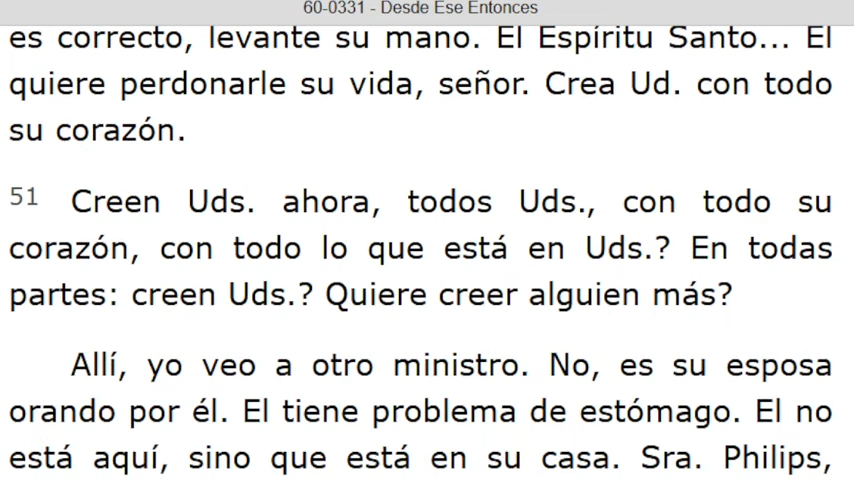 60-0331 - Desde Ese Entonces
es correcto, levante su mano. El Espíritu Santo... El
quiere perdonarle su vida, señor. Crea Ud. con todo
su corazón.
51 Creen Uds. ahora, todos Uds., con todo su
corazón, con todo lo que está en Uds.? En todas
partes: creen Uds.? Quiere creer alguien más?
Allí, yo veo a otro ministro. No, es su esposa
orando por él. El tiene problema de estómago. El no
está aquí, sino que está en su casa. Sra. Philips,